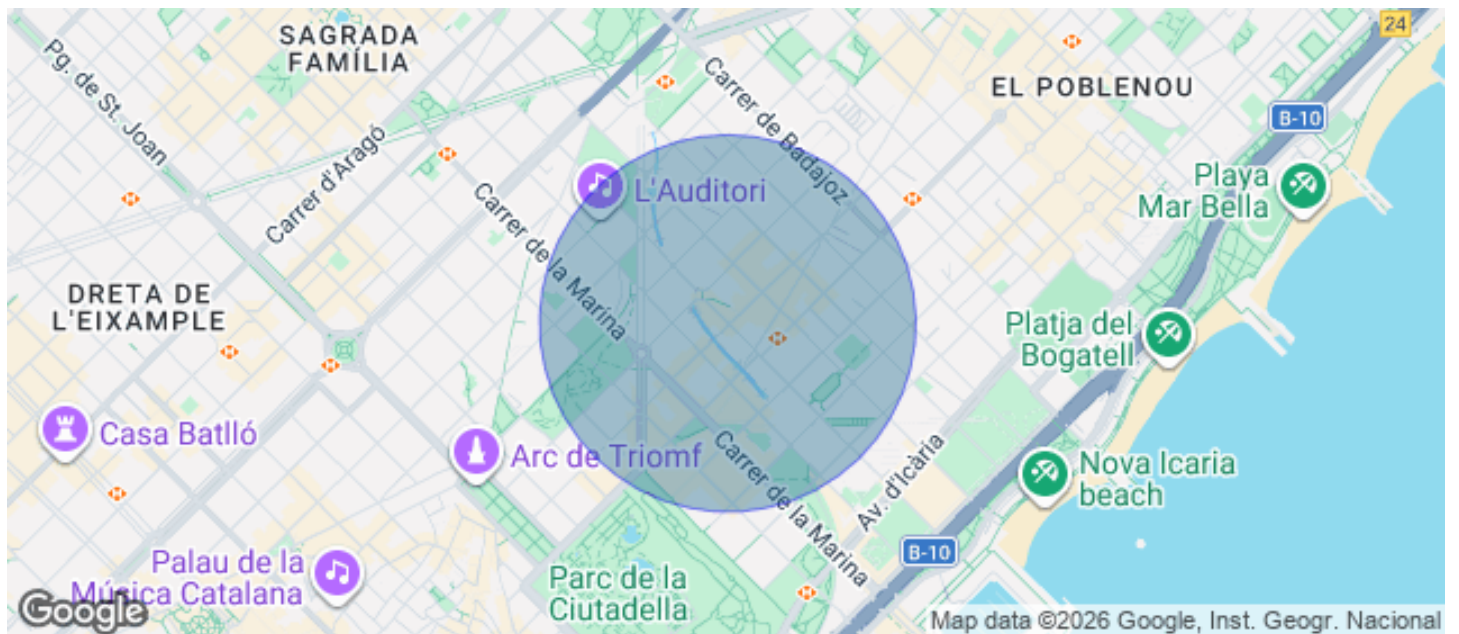 SAGRADA
FAMÍLIA
24
Pg. de St. Joan
Carrer de Badajoz
EL POBLENOU
B-10
Carrer d'Aragó
L'Auditori
Playa
Mar Bella
Carrer de la Marina
DRETA DE
L'EIXAMPLE
Platja del
Bogatell
Casa Batlló
Arc de Triomf
Carrer de la Marina
Av. d'Icària
Nova Icaria
beach
B-10
Palau de la
Música Catalana
Parc de la
Ciutadella
Google
Map data ©2026 Google, Inst. Geogr. Nacional